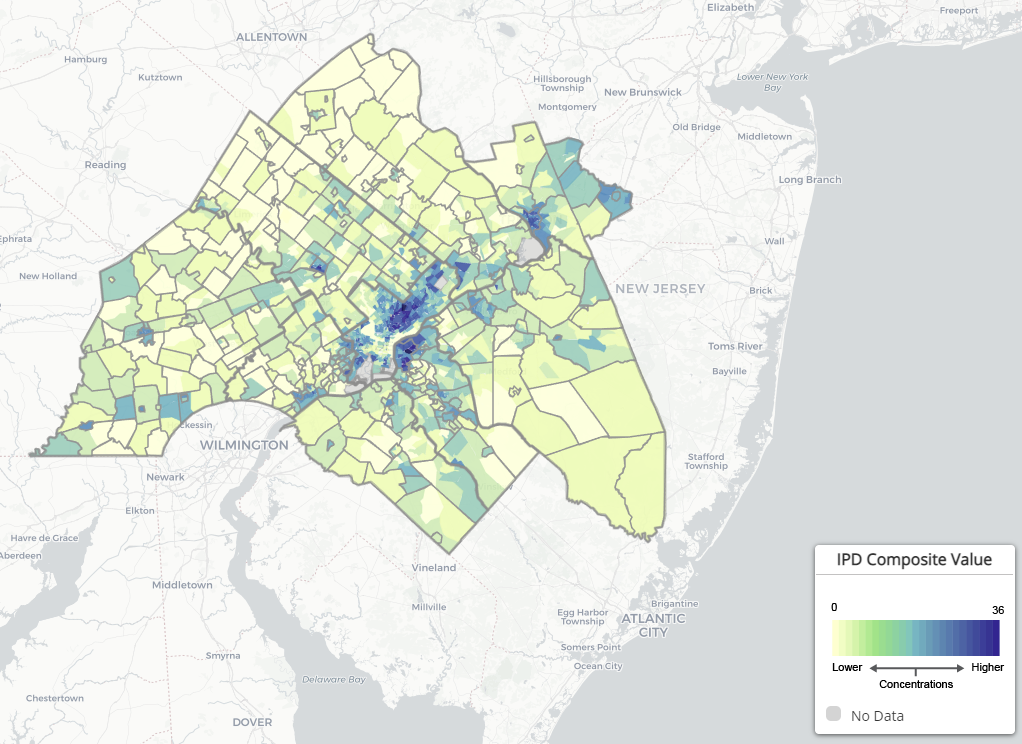 Elizabeth
Freeport
ALLENTOWN
Hamburg
Kutztown
Hillsborough
Township
Lower New York
Bay
New Brunswick
Montgomery
Old Bridge
Middletown
Reading
Long Branch
Ephrata
Wall
New Holland
NEW JERSEY
Brick
Toms River
Bayville
ckessin
WILMINGTON
Stafford
Township
Newark
Elkton
Havre de Grace
Aberdeen
Vineland
Middletown
Millville
Brigantine
Egg Harbor
Township
ATLANTIC
CITY
Somers Point
Smyrna
Ocean City
Delaware Bay
Chestertown
DOVER
IPD Composite Value
0 36
Lower Higher
Concentrations
No Data